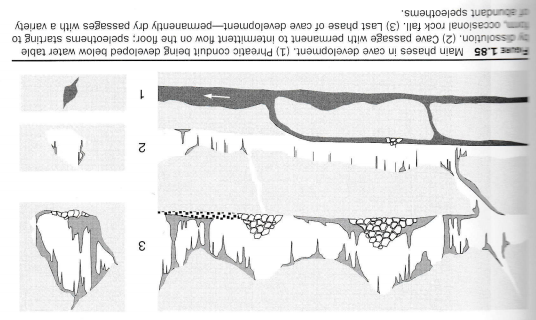 FIGURE 1.85 Main phases in cave development. (1) Phreatic conduit being developed below water table
by dissolution. (2) Cave passage with permanent to intermittent flow on the floor; speleothems starting to
form, occasional rock fall. (3) Last phase of cave development—permanently dry passages with a variety
of abundant speleothems.
1
2
3